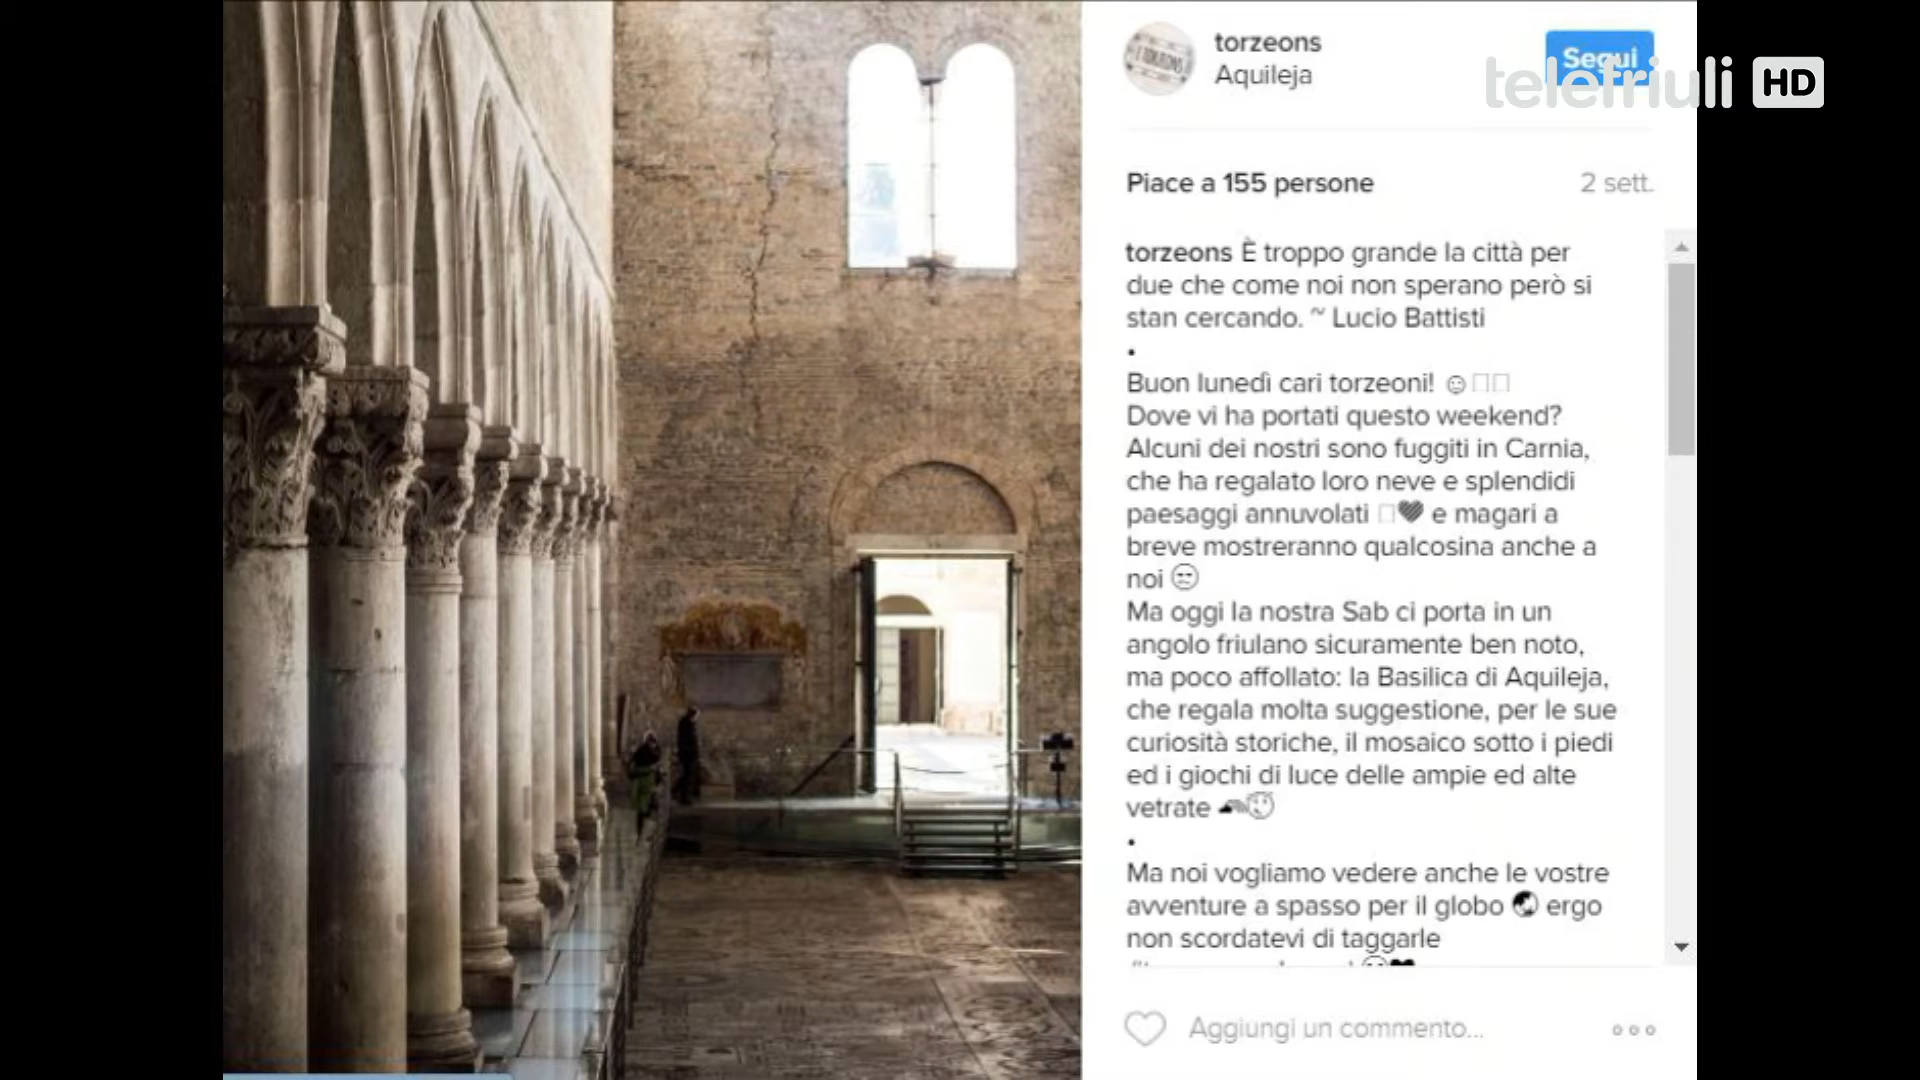 torzeons
Aquileja
Segui
telefriuli HD
Piace a 155 persone
2 sett.
torzeons È troppo grande la città per
due che come noi non sperano però si
stan cercando. ~ Lucio Battisti
•
Buon lunedì cari torzeoni! ☺
Dove vi ha portati questo weekend?
Alcuni dei nostri sono fuggiti in Carnia,
che ha regalato loro neve e splendidi
paesaggi annuvolati ♥ e magari a
breve mostreranno qualcosina anche a
noi 😒
Ma oggi la nostra Sab ci porta in un
angolo friulano sicuramente ben noto,
ma poco affollato: la Basilica di Aquileja,
che regala molta suggestione, per le sue
curiosità storiche, il mosaico sotto i piedi
ed i giochi di luce delle ampie ed alte
vetrate
•
Ma noi vogliamo vedere anche le vostre
avventure a spasso per il globo 🌏 ergo
non scordatevi di taggarle
Aggiungi un commento...